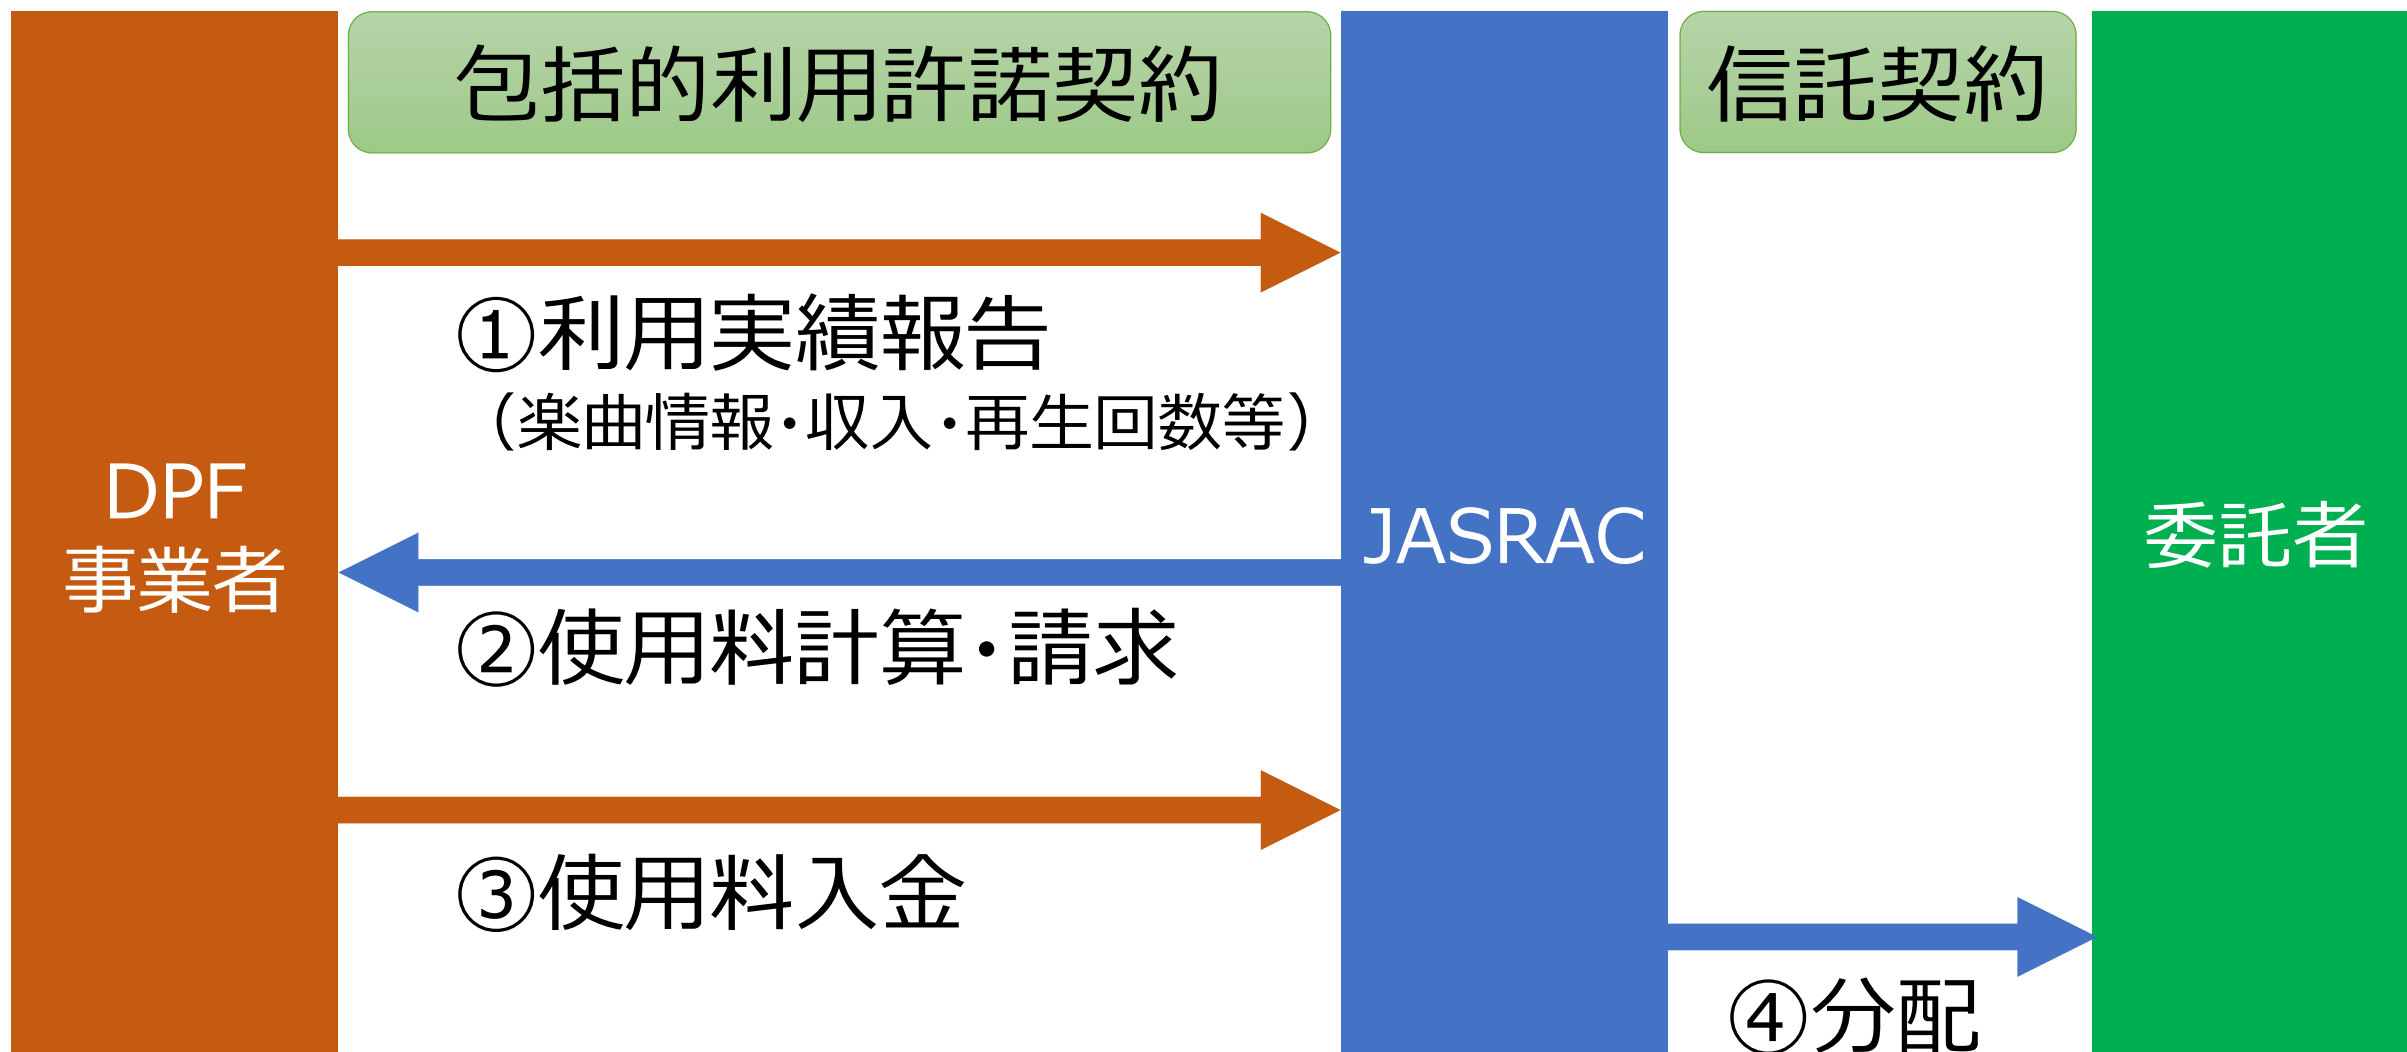 包括的利用許諾契約
信託契約
①利用実績報告
（楽曲情報・収入・再生回数等）
DPF
事業者
JASRAC
委託者
②使用料計算・請求
③使用料入金
④分配